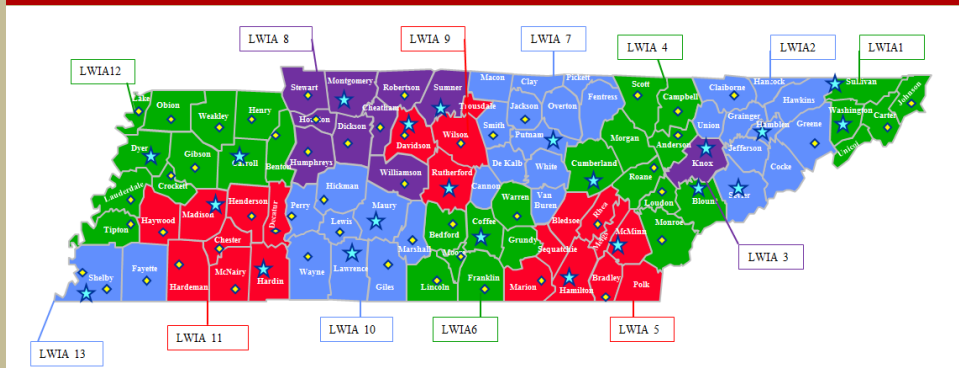 LWIA 8
LWIA 9
LWIA 7
LWIA 4
LWIA2
LWIA1
LWIA12
Lake
Obion
Weakley
Henry
Dyer
Gibson
Carroll
Benton
Crockett
Lauderdale
Tipton
Haywood
Madison
Henderson
Decatur
Chester
Shelby
Fayette
Hardeman
McNairy
Hardin
Stewart
Montgomery
Houston
Humphreys
Dickson
Cheatham
Robertson
Sumner
Davidson
Williamson
Trousdale
Wilson
Rutherford
Hickman
Perry
Lewis
Maury
Wayne
Lawrence
Giles
Marshall
Macon
Clay
Pickett
Jackson
Overton
Fentress
Smith
Putnam
De Kalb
White
Cannon
Van
Buren
Warren
Coffee
Bedford
Moore
Lincoln
Franklin
Grundy
Scott
Campbell
Morgan
Anderson
Cumberland
Roane
Loudon
Blount
Monroe
Knox
Bledsoe
Rhea
Meigs
McMinn
Sequatchie
Marion
Hamilton
Bradley
Polk
Claiborne
Hancock
Hawkins
Union
Grainger
Hamblen
Greene
Jefferson
Cocke
Sevier
Sullivan
Johnson
Washington
Carter
Unicoi
LWIA 3
LWIA 13
LWIA 11
LWIA 10
LWIA6
LWIA 5